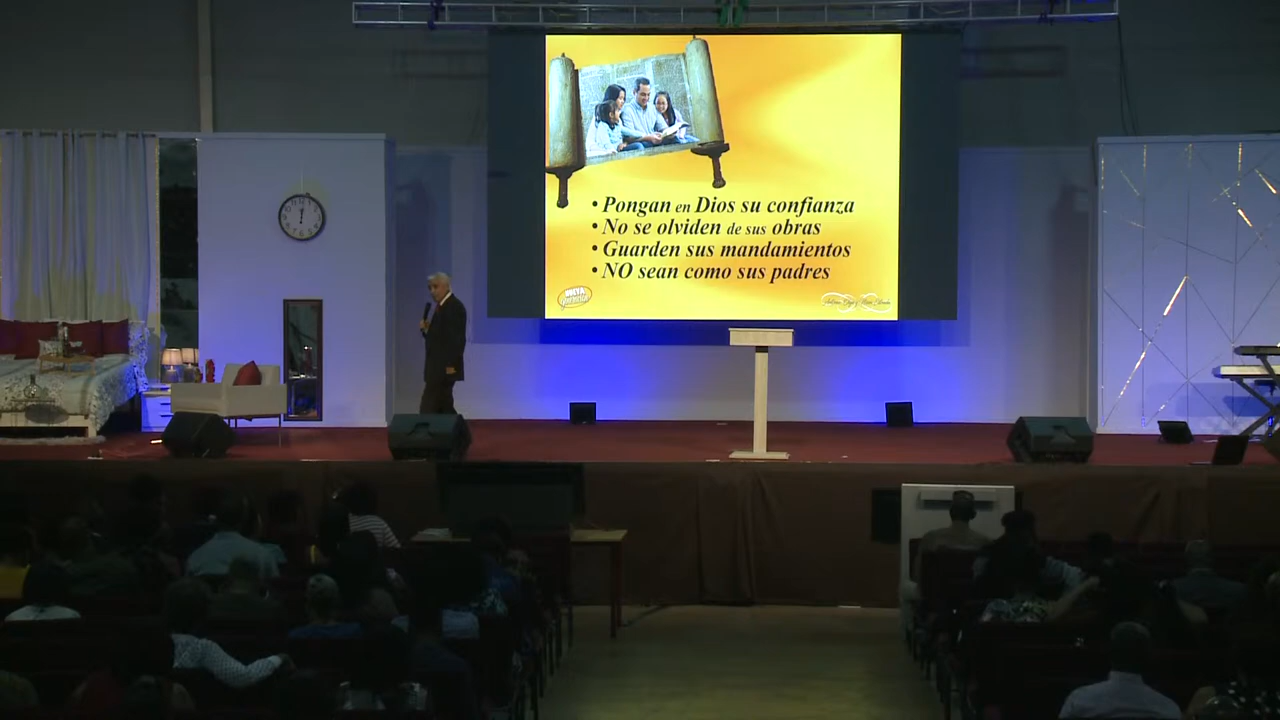 • Pongan en Dios su confianza
• No se olviden de sus obras
• Guarden sus mandamientos
• NO sean como sus padres